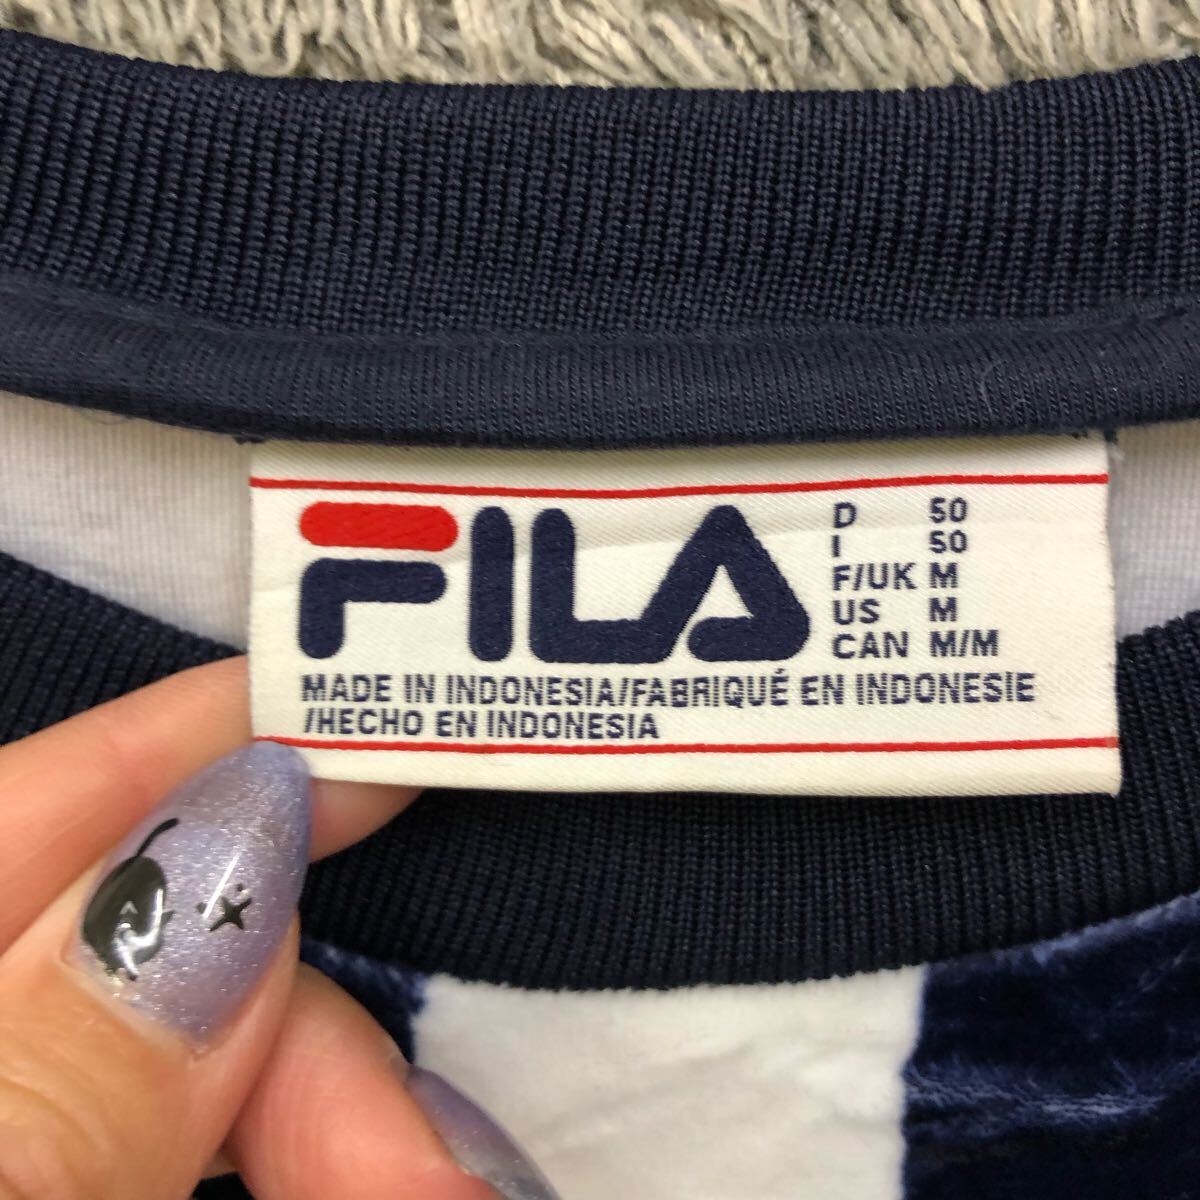 FILA
D 50
I 50
F/UK M
US M
CAN M/M
MADE IN INDONESIA/FABRIQUÉ EN INDONESIE
/HECHO EN INDONESIA